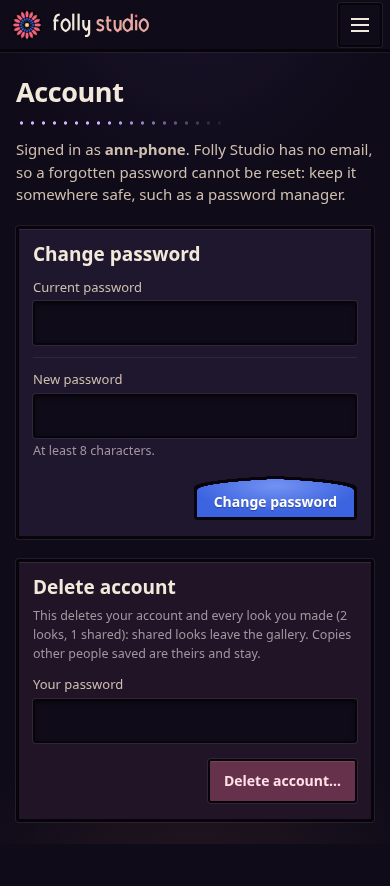 folly studio
Account
Signed in as ann-phone. Folly Studio has no email,
so a forgotten password cannot be reset: keep it
somewhere safe, such as a password manager.
Change password
Current password
New password
At least 8 characters.
Change password
Delete account
This deletes your account and every look you made (2
looks, 1 shared): shared looks leave the gallery. Copies
other people saved are theirs and stay.
Your password
Delete account...